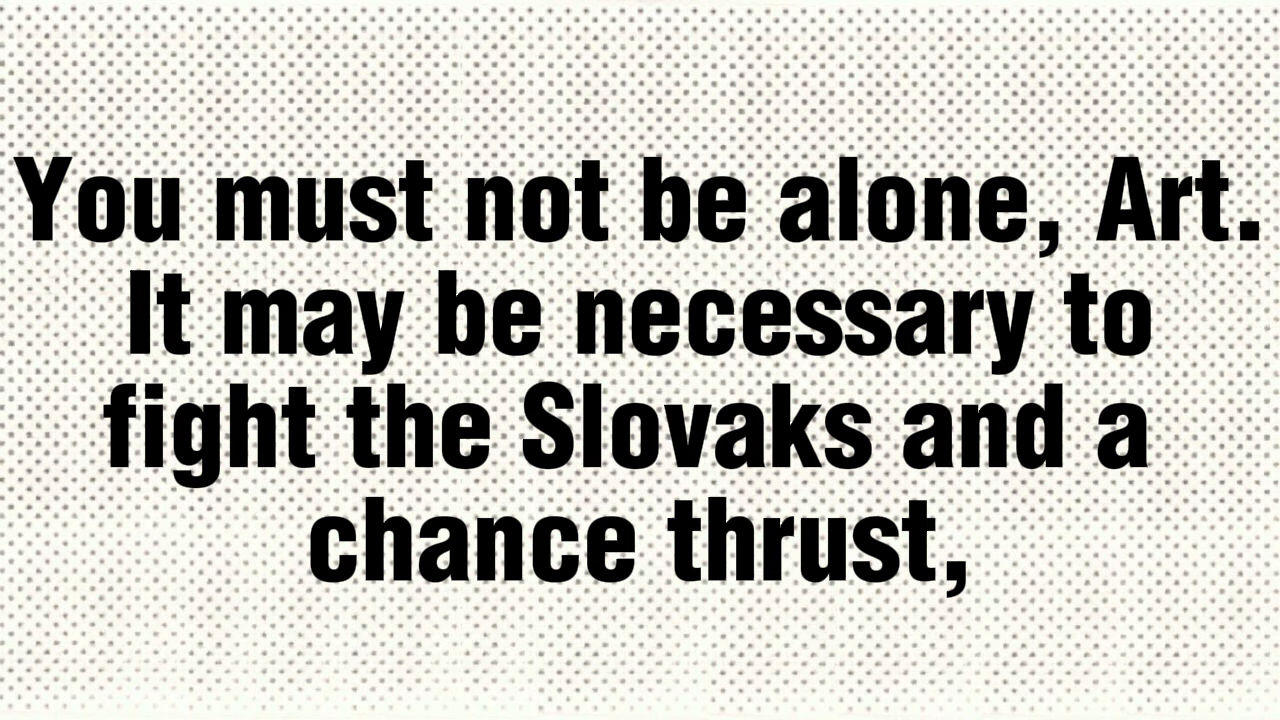 You must not be alone, Art.
It may be necessary to
fight the Slovaks and a
chance thrust,